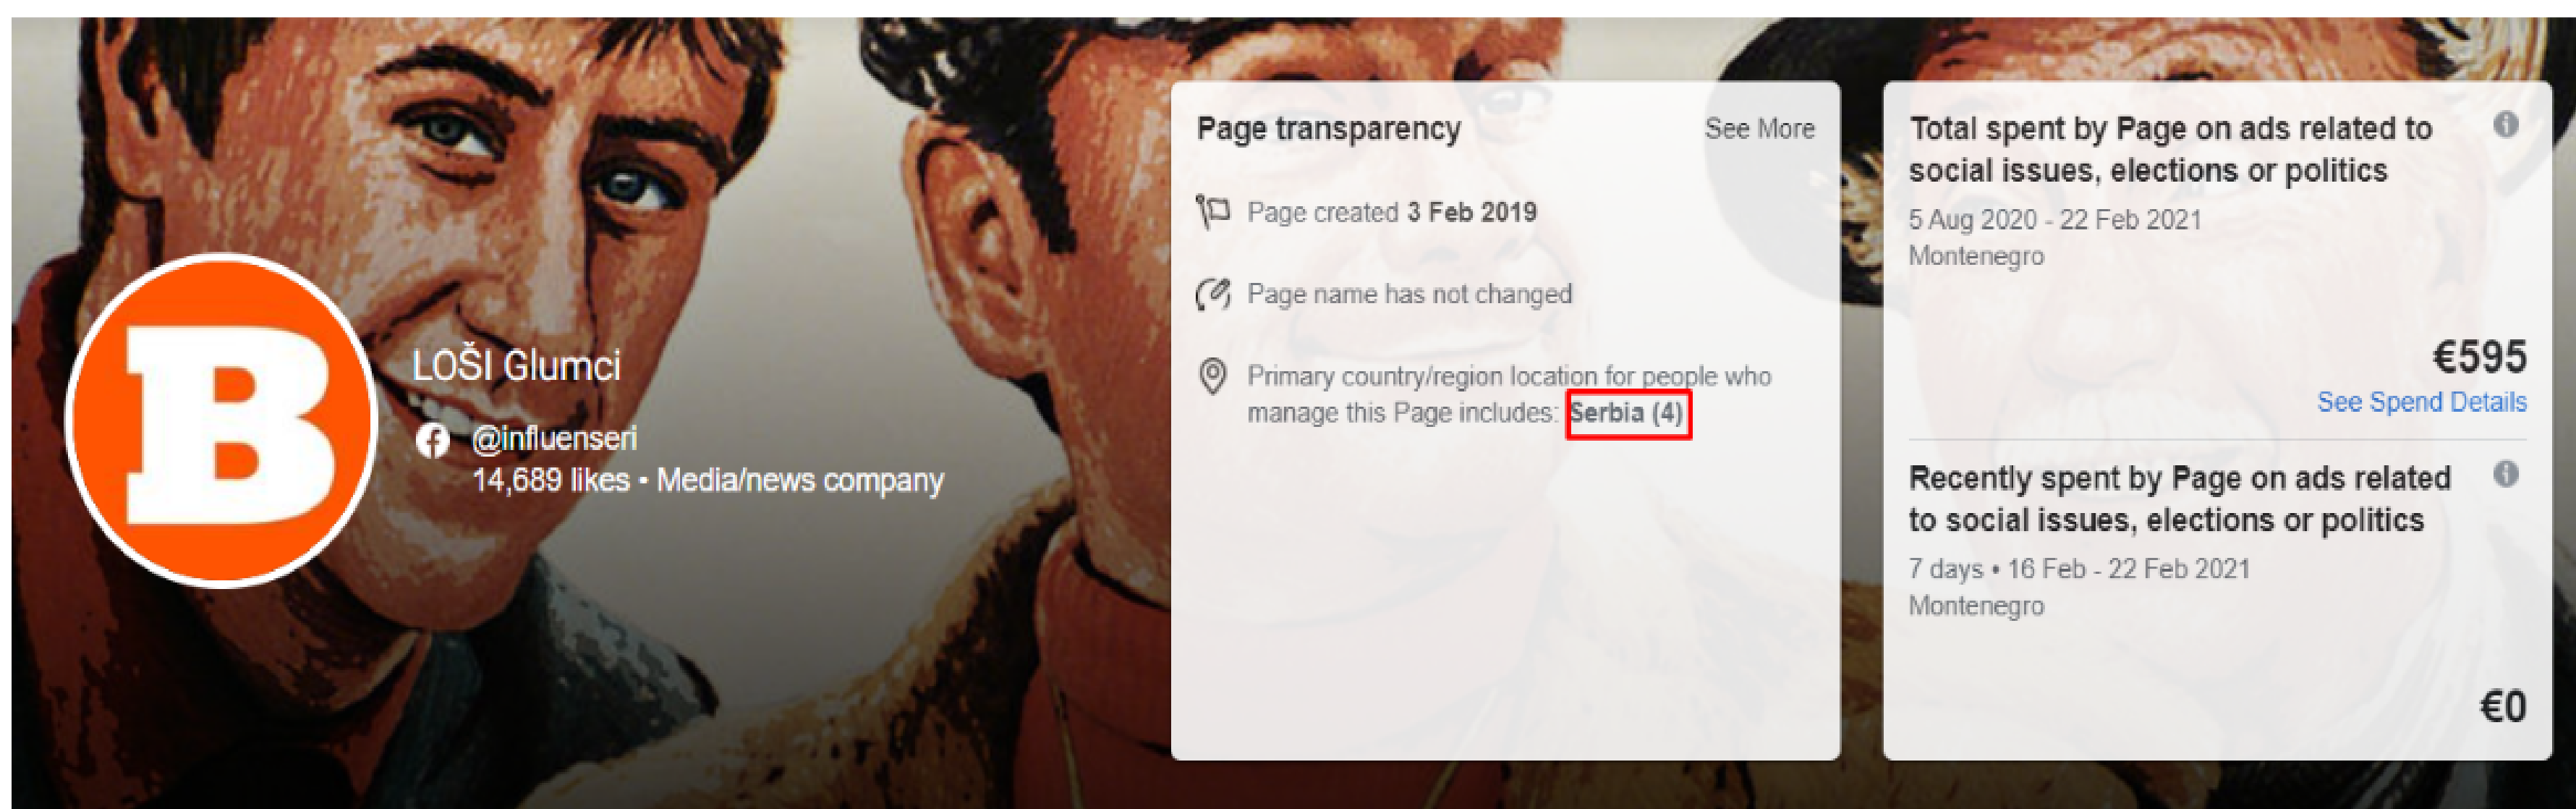 B
LOŠI Glumci
@influenseri
14,689 likes • Media/news company
Page transparency
See More
Page created 3 Feb 2019
Page name has not changed
Primary country/region location for people who
manage this Page includes: Serbia (4)
Total spent by Page on ads related to
social issues, elections or politics
5 Aug 2020 - 22 Feb 2021
Montenegro
€595
See Spend Details
Recently spent by Page on ads related
to social issues, elections or politics
7 days • 16 Feb - 22 Feb 2021
Montenegro
€0